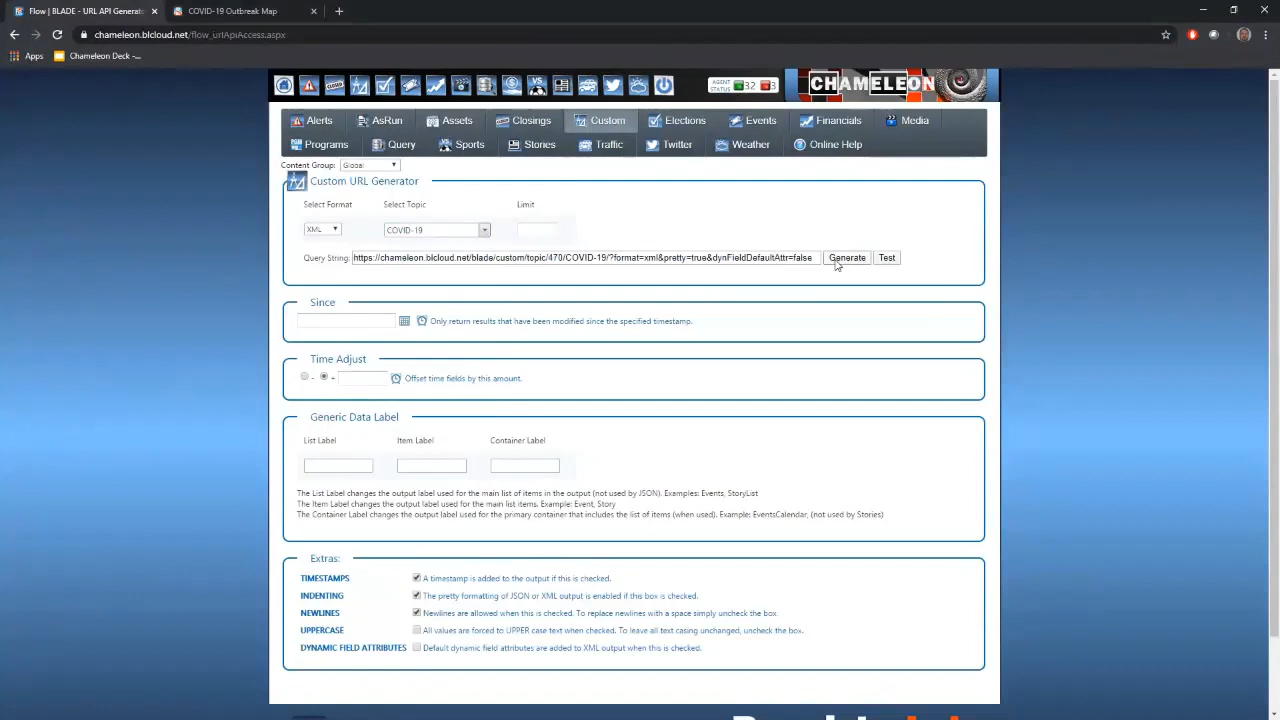 Flow | BLADE - URL API Generato
COVID-19 Outbreak Map
chameleon.blcloud.net/flow_urlApiAccess.aspx
Apps
Chameleon Deck -...
CLOUD
VS
AGENT STATUS 32 3
CHAMELEON
Alerts AsRun Assets Closings Custom Elections Events Financials Media
Programs Query Sports Stories Traffic Twitter Weather Online Help
Content Group: Global
Custom URL Generator
Select Format Select Topic Limit
XML COVID-19
Query String: https://chameleon.blcloud.net/blade/custom/topic/470/COVID-19/?format=xml&pretty=true&dynFieldDefaultAttr=false Generate Test
Since
Only return results that have been modified since the specified timestamp.
Time Adjust
- + Offset time fields by this amount.
Generic Data Label
List Label Item Label Container Label
The List Label changes the output label used for the main list of items in the output (not used by JSON). Examples: Events, StoryList
The Item Label changes the output label used for the main list items. Example: Event, Story
The Container Label changes the output label used for the primary container that includes the list of items (when used). Example: EventsCalendar, (not used by Stories)
Extras:
TIMESTAMPS A timestamp is added to the output if this is checked.
INDENTING The pretty formatting of JSON or XML output is enabled if this box is checked.
NEWLINES Newlines are allowed when this is checked. To replace newlines with a space simply uncheck the box.
UPPERCASE All values are forced to UPPER case text when checked. To leave all text casing unchanged, uncheck the box.
DYNAMIC FIELD ATTRIBUTES Default dynamic field attributes are added to XML output when this is checked.